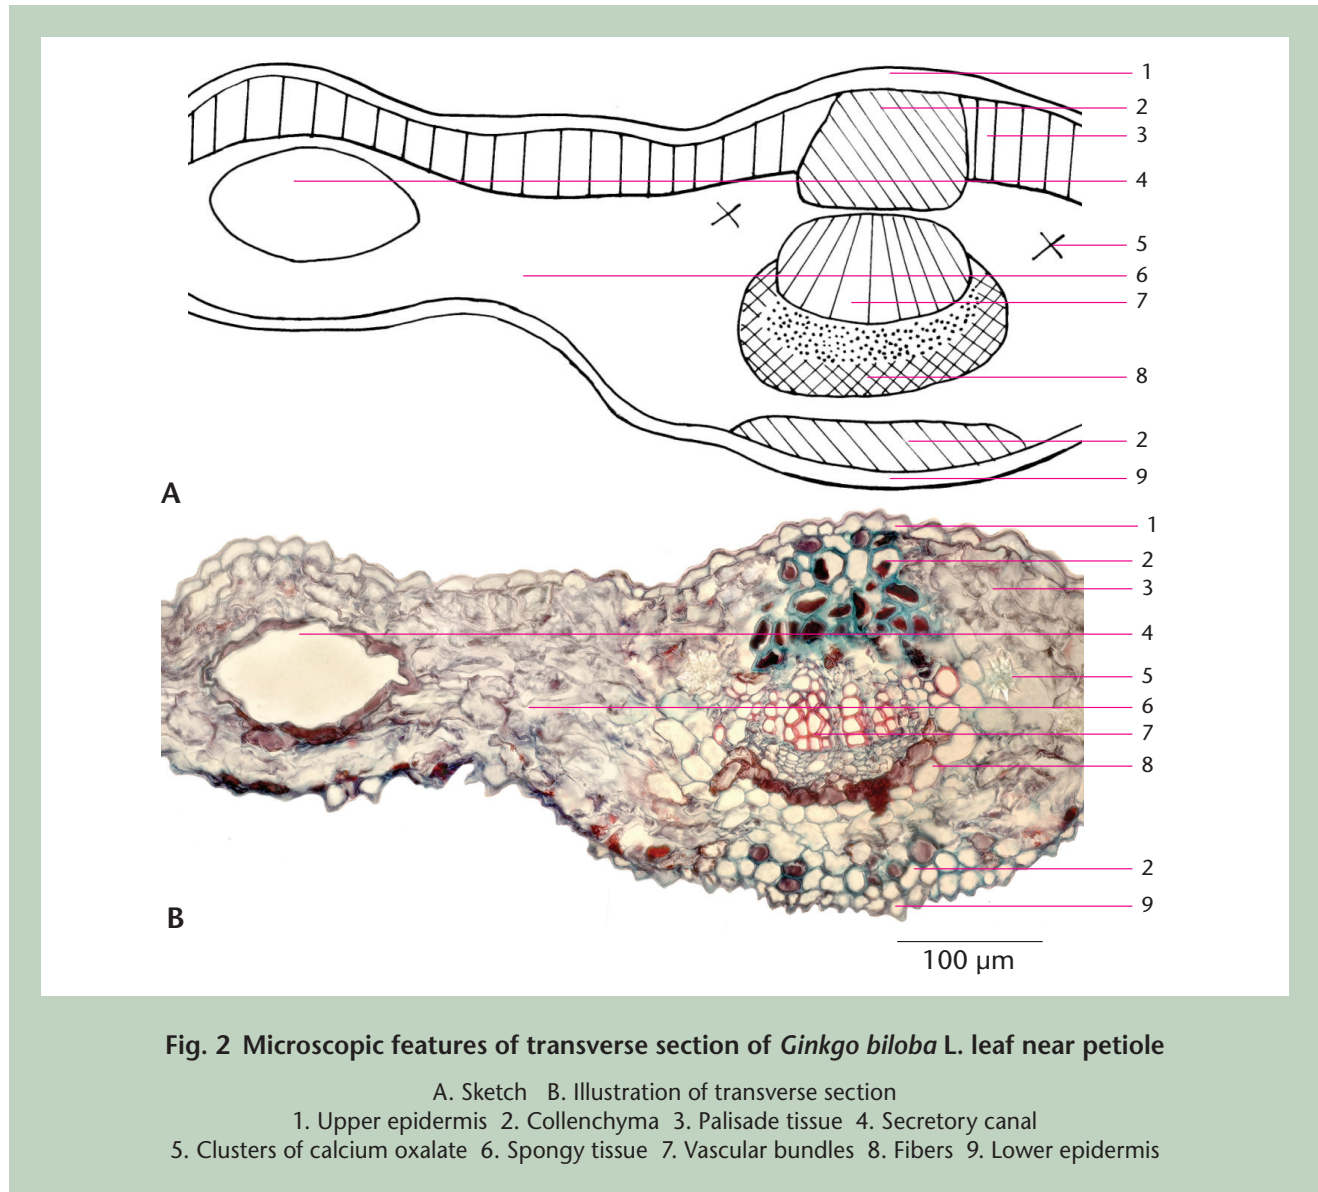 1
2
3
4
5
6
7
8
2
9
A
1
2
3
4
5
6
7
8
2
9
B
100 μm
Fig. 2 Microscopic features of transverse section of Ginkgo biloba L. leaf near petiole
A. Sketch B. Illustration of transverse section
1. Upper epidermis 2. Collenchyma 3. Palisade tissue 4. Secretory canal
5. Clusters of calcium oxalate 6. Spongy tissue 7. Vascular bundles 8. Fibers 9. Lower epidermis